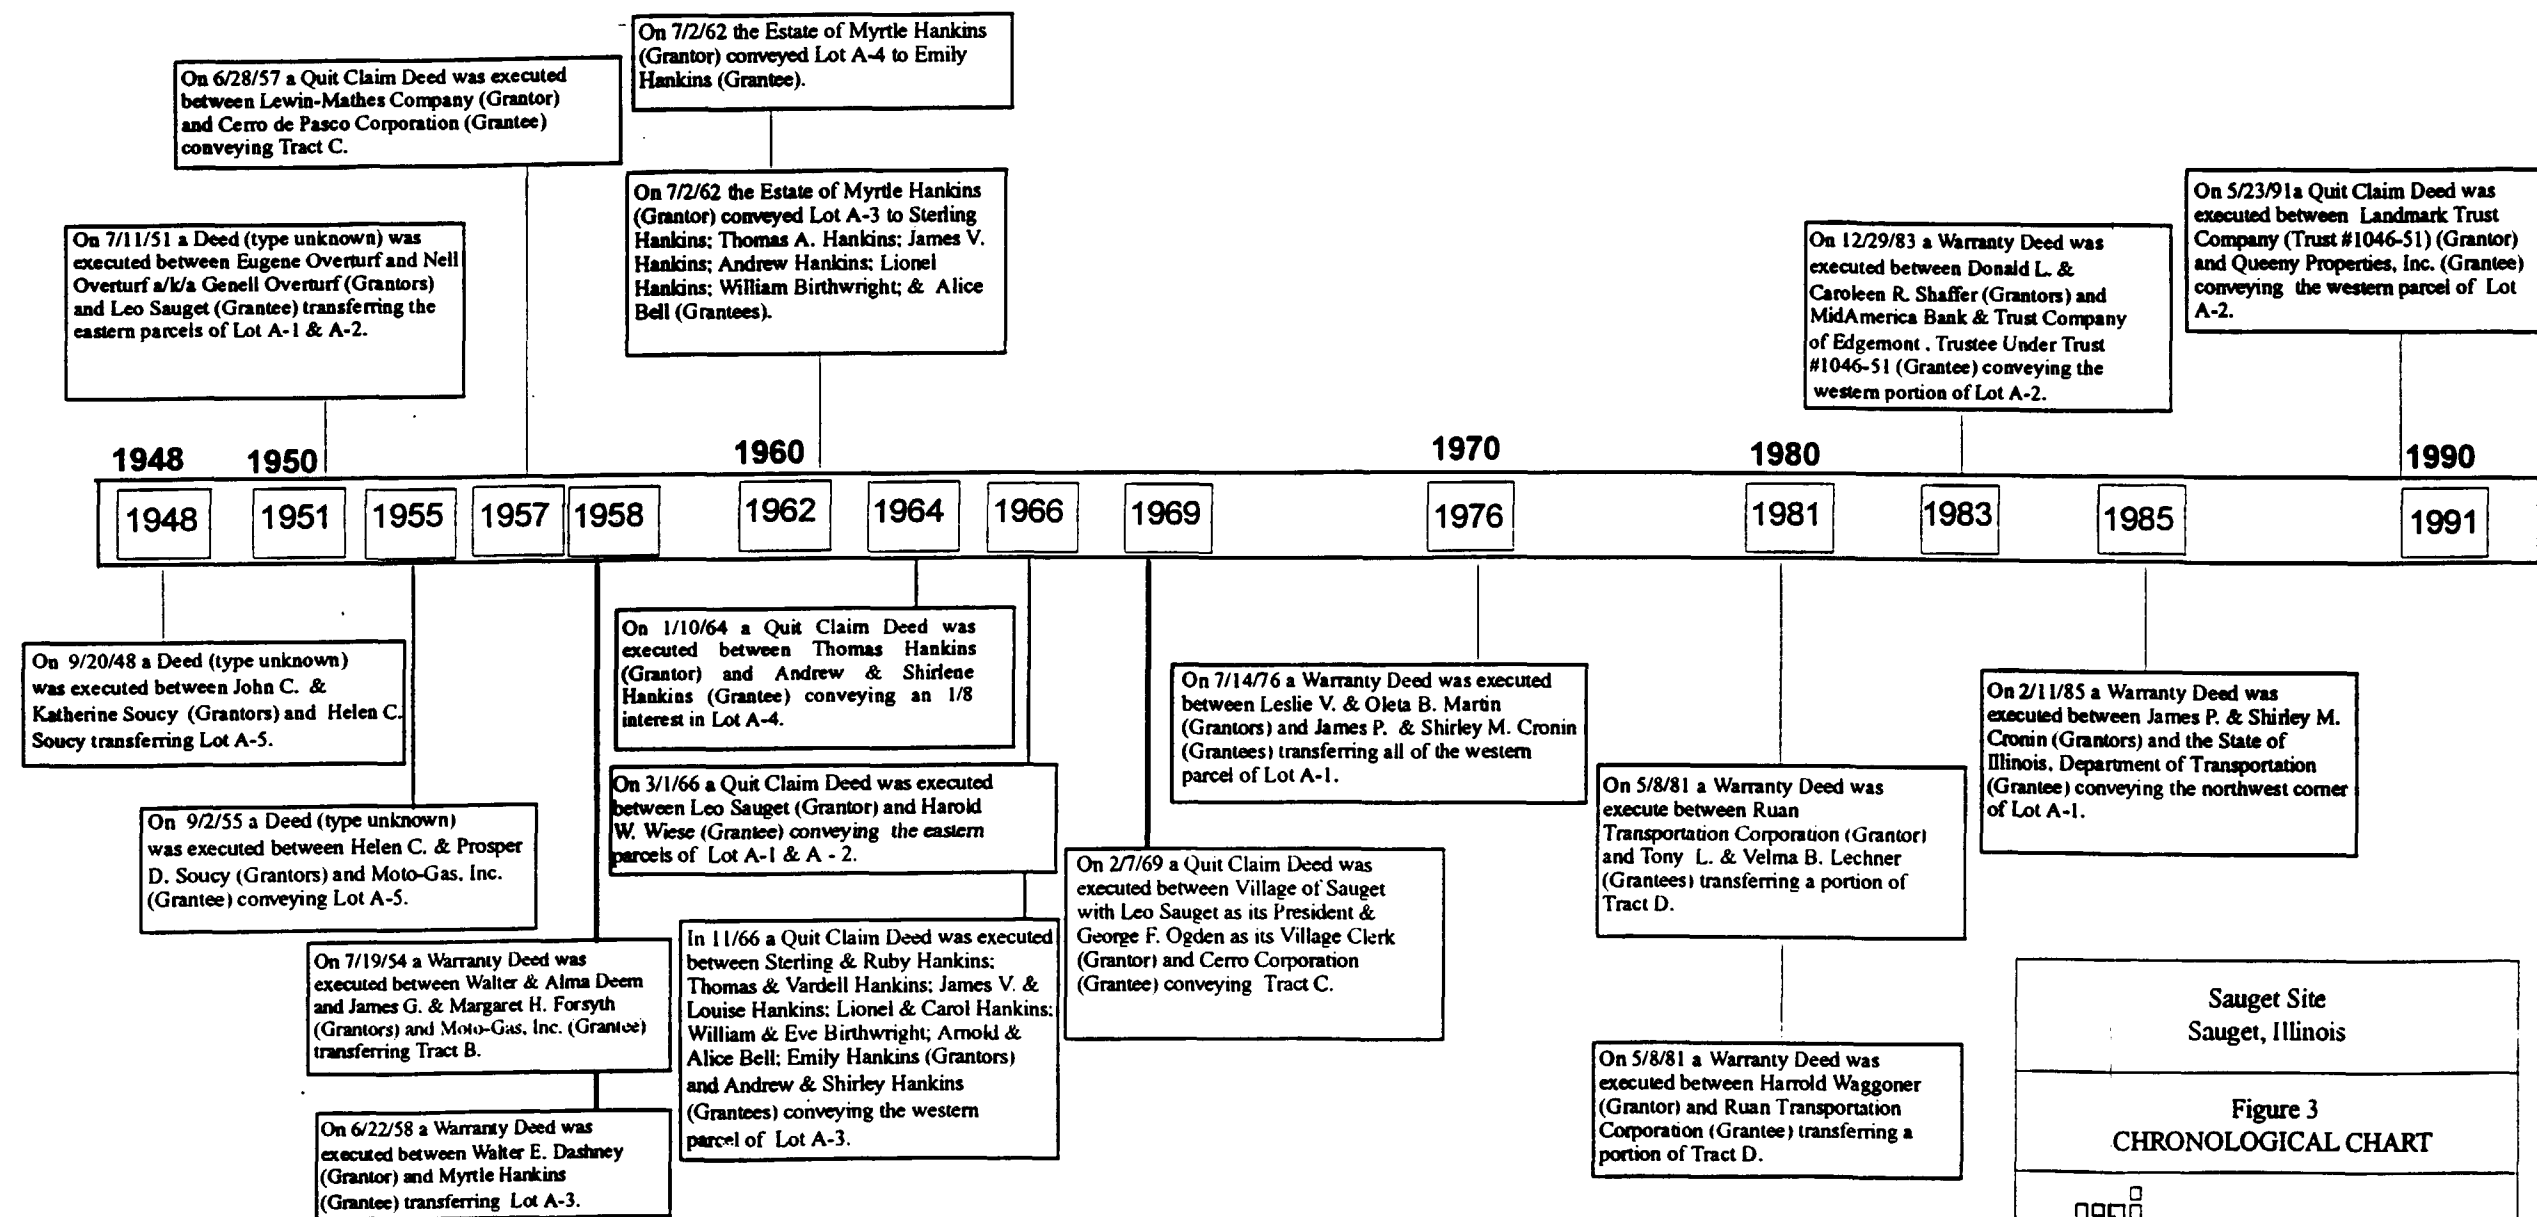 On 7/2/62 the Estate of Myrtle Hankins
(Grantor) conveyed Lot A-4 to Emily
Hankins (Grantee).
On 6/28/57 a Quit Claim Deed was executed
between Lewin-Mathes Company (Grantor)
and Cerro de Pasco Corporation (Grantee)
conveying Tract C.
On 7/2/62 the Estate of Myrtle Hankins
(Grantor) conveyed Lot A-3 to Sterling
Hankins; Thomas A. Hankins; James V.
Hankins; Andrew Hankins; Lionel
Hankins; William Birthwright; & Alice
Bell (Grantees).
On 7/11/51 a Deed (type unknown) was
executed between Eugene Overturf and Nell
Overturf a/k/a Genell Overturf (Grantors)
and Leo Sauget (Grantee) transferring the
eastern parcels of Lot A-1 & A-2.
On 12/29/83 a Warranty Deed was
executed between Donald L. &
Caroleen R. Shaffer (Grantors) and
MidAmerica Bank & Trust Company
of Edgemont . Trustee Under Trust
#1046-51 (Grantee) conveying the
western portion of Lot A-2.
On 5/23/91a Quit Claim Deed was
executed between Landmark Trust
Company (Trust #1046-51) (Grantor)
and Queeny Properties, Inc. (Grantee)
conveying the western parcel of Lot
A-2.
1948 1950 1960 1970 1980 1990
1948 1951 1955 1957 1958 1962 1964 1966 1969 1976 1981 1983 1985 1991
On 9/20/48 a Deed (type unknown)
was executed between John C. &
Katherine Soucy (Grantors) and Helen C.
Soucy transferring Lot A-5.
On 9/2/55 a Deed (type unknown)
was executed between Helen C. & Prosper
D. Soucy (Grantors) and Moto-Gas, Inc.
(Grantee) conveying Lot A-5.
On 7/19/54 a Warranty Deed was
executed between Walter & Alma Deem
and James G. & Margaret H. Forsyth
(Grantors) and Moto-Gas, Inc. (Grantee)
transferring Tract B.
On 6/22/58 a Warranty Deed was
executed between Walter E. Dashney
(Grantor) and Myrtle Hankins
(Grantee) transferring Lot A-3.
On 1/10/64 a Quit Claim Deed was
executed between Thomas Hankins
(Grantor) and Andrew & Shirlene
Hankins (Grantee) conveying an 1/8
interest in Lot A-4.
On 3/1/66 a Quit Claim Deed was executed
between Leo Sauget (Grantor) and Harold
W. Wiese (Grantee) conveying the eastern
parcels of Lot A-1 & A - 2.
In 11/66 a Quit Claim Deed was executed
between Sterling & Ruby Hankins;
Thomas & Vardell Hankins; James V. &
Louise Hankins; Lionel & Carol Hankins;
William & Eve Birthwright; Arnold &
Alice Bell; Emily Hankins (Grantors)
and Andrew & Shirley Hankins
(Grantees) conveying the western
parcel of Lot A-3.
On 2/7/69 a Quit Claim Deed was
executed between Village of Sauget
with Leo Sauget as its President &
George F. Ogden as its Village Clerk
(Grantor) and Cerro Corporation
(Grantee) conveying Tract C.
On 7/14/76 a Warranty Deed was executed
between Leslie V. & Oleta B. Martin
(Grantors) and James P. & Shirley M. Cronin
(Grantees) transferring all of the western
parcel of Lot A-1.
On 5/8/81 a Warranty Deed was
execute between Ruan
Transportation Corporation (Grantor)
and Tony L. & Velma B. Lechner
(Grantees) transferring a portion of
Tract D.
On 5/8/81 a Warranty Deed was
executed between Harrold Waggoner
(Grantor) and Ruan Transportation
Corporation (Grantee) transferring a
portion of Tract D.
On 2/11/85 a Warranty Deed was
executed between James P. & Shirley M.
Cronin (Grantors) and the State of
Illinois, Department of Transportation
(Grantee) conveying the northwest corner
of Lot A-1.
Sauget Site
Sauget, Illinois
Figure 3
CHRONOLOGICAL CHART